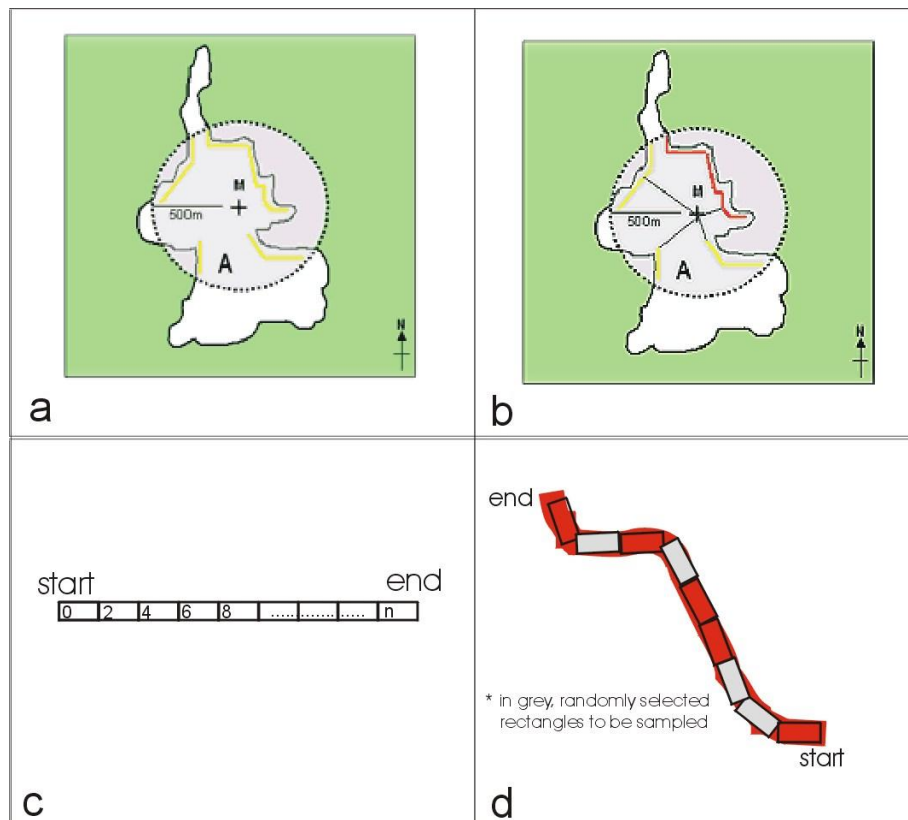 M
500m
A
N
a
M
500m
A
N
b
start
end
0 2 4 6 8 ...... ....... ..... n
c
end
* in grey, randomly selected
rectangles to be sampled
start
d